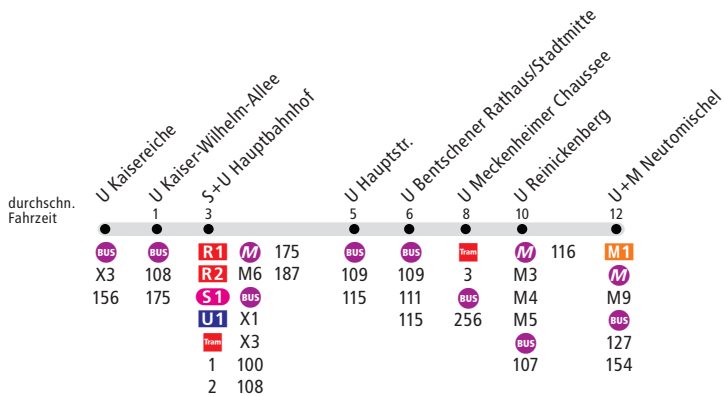 U Kaisereiche
U Kaiser-Wilhelm-Allee
S+U Hauptbahnhof
U Hauptstr.
U Bentschener Rathaus/Stadtmitte
U Meckenheimer Chaussee
U Reinickenberg
U+M Neutomischel
durchschn.
Fahrzeit
1 3 5 6 8 10 12
BUS
X3
156
BUS
108
175
R1
R2
S1
U1
Tram
1
2
M
M6
BUS
X1
X3
100
108
175
187
BUS
109
115
BUS
109
111
115
Tram
3
BUS
256
M
M3
M4
M5
BUS
107
116
M1
M
M9
BUS
127
154